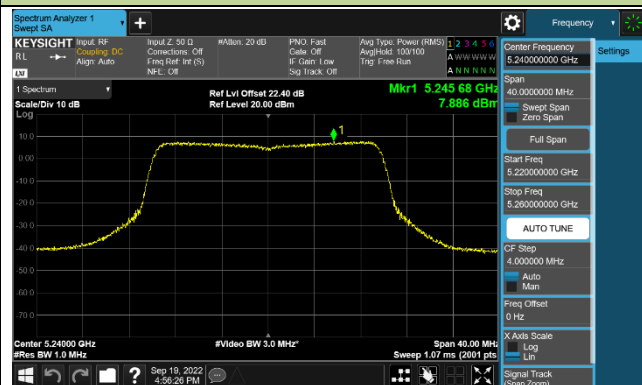 Spectrum Analyzer 1
Swept SA
+
Frequency
KEYSIGHT
RL
LXI
Input: RF
Coupling: DC
Align: Auto
Input Z: 50 Ω
Corrections: Off
Freq Ref: Int (S)
NFE: Off
#Atten: 20 dB
PNO: Fast
Gate: Off
IF Gain: Low
Sig Track: Off
Avg Type: Power (RMS)
Avg|Hold: 100/100
Trig: Free Run
1 2 3 4 5 6
A W W W W W
A N N N N N
1 Spectrum
Scale/Div 10 dB
Log
Ref Lvl Offset 22.40 dB
Ref Level 20.00 dBm
Mkr1 5.245 68 GHz
7.886 dBm
1
10.0
0.00
-10.0
-20.0
-30.0
-40.0
-50.0
-60.0
-70.0
Center 5.24000 GHz
#Res BW 1.0 MHz
#Video BW 3.0 MHz*
Span 40.00 MHz
Sweep 1.07 ms (2001 pts)
Sep 19, 2022
4:56:26 PM
Center Frequency
5.240000000 GHz
Settings
Span
40.0000000 MHz
Swept Span
Zero Span
Full Span
Start Freq
5.220000000 GHz
Stop Freq
5.260000000 GHz
AUTO TUNE
CF Step
4.000000 MHz
Auto
Man
Freq Offset
0 Hz
X Axis Scale
Log
Lin
Signal Track
(Span Zoom)